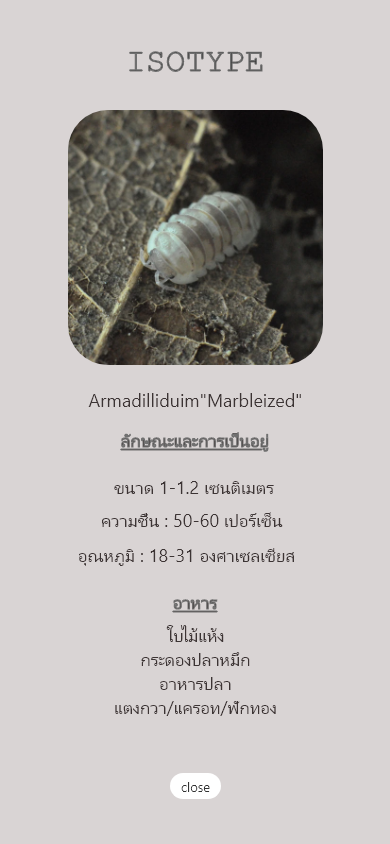 ISOTYPE
Armadilliduim"Marbleized"
ลักษณะและการเป็นอยู่
ขนาด 1-1.2 เซนติเมตร
ความชืน : 50-60 เปอร์เซ็น
อุณหภูมิ : 18-31 องศาเซลเซียส
อาหาร
ใบไม้แห้ง
กระดองปลาหมึก
อาหารปลา
แตงกวา/แครอท/ฟักทอง
close